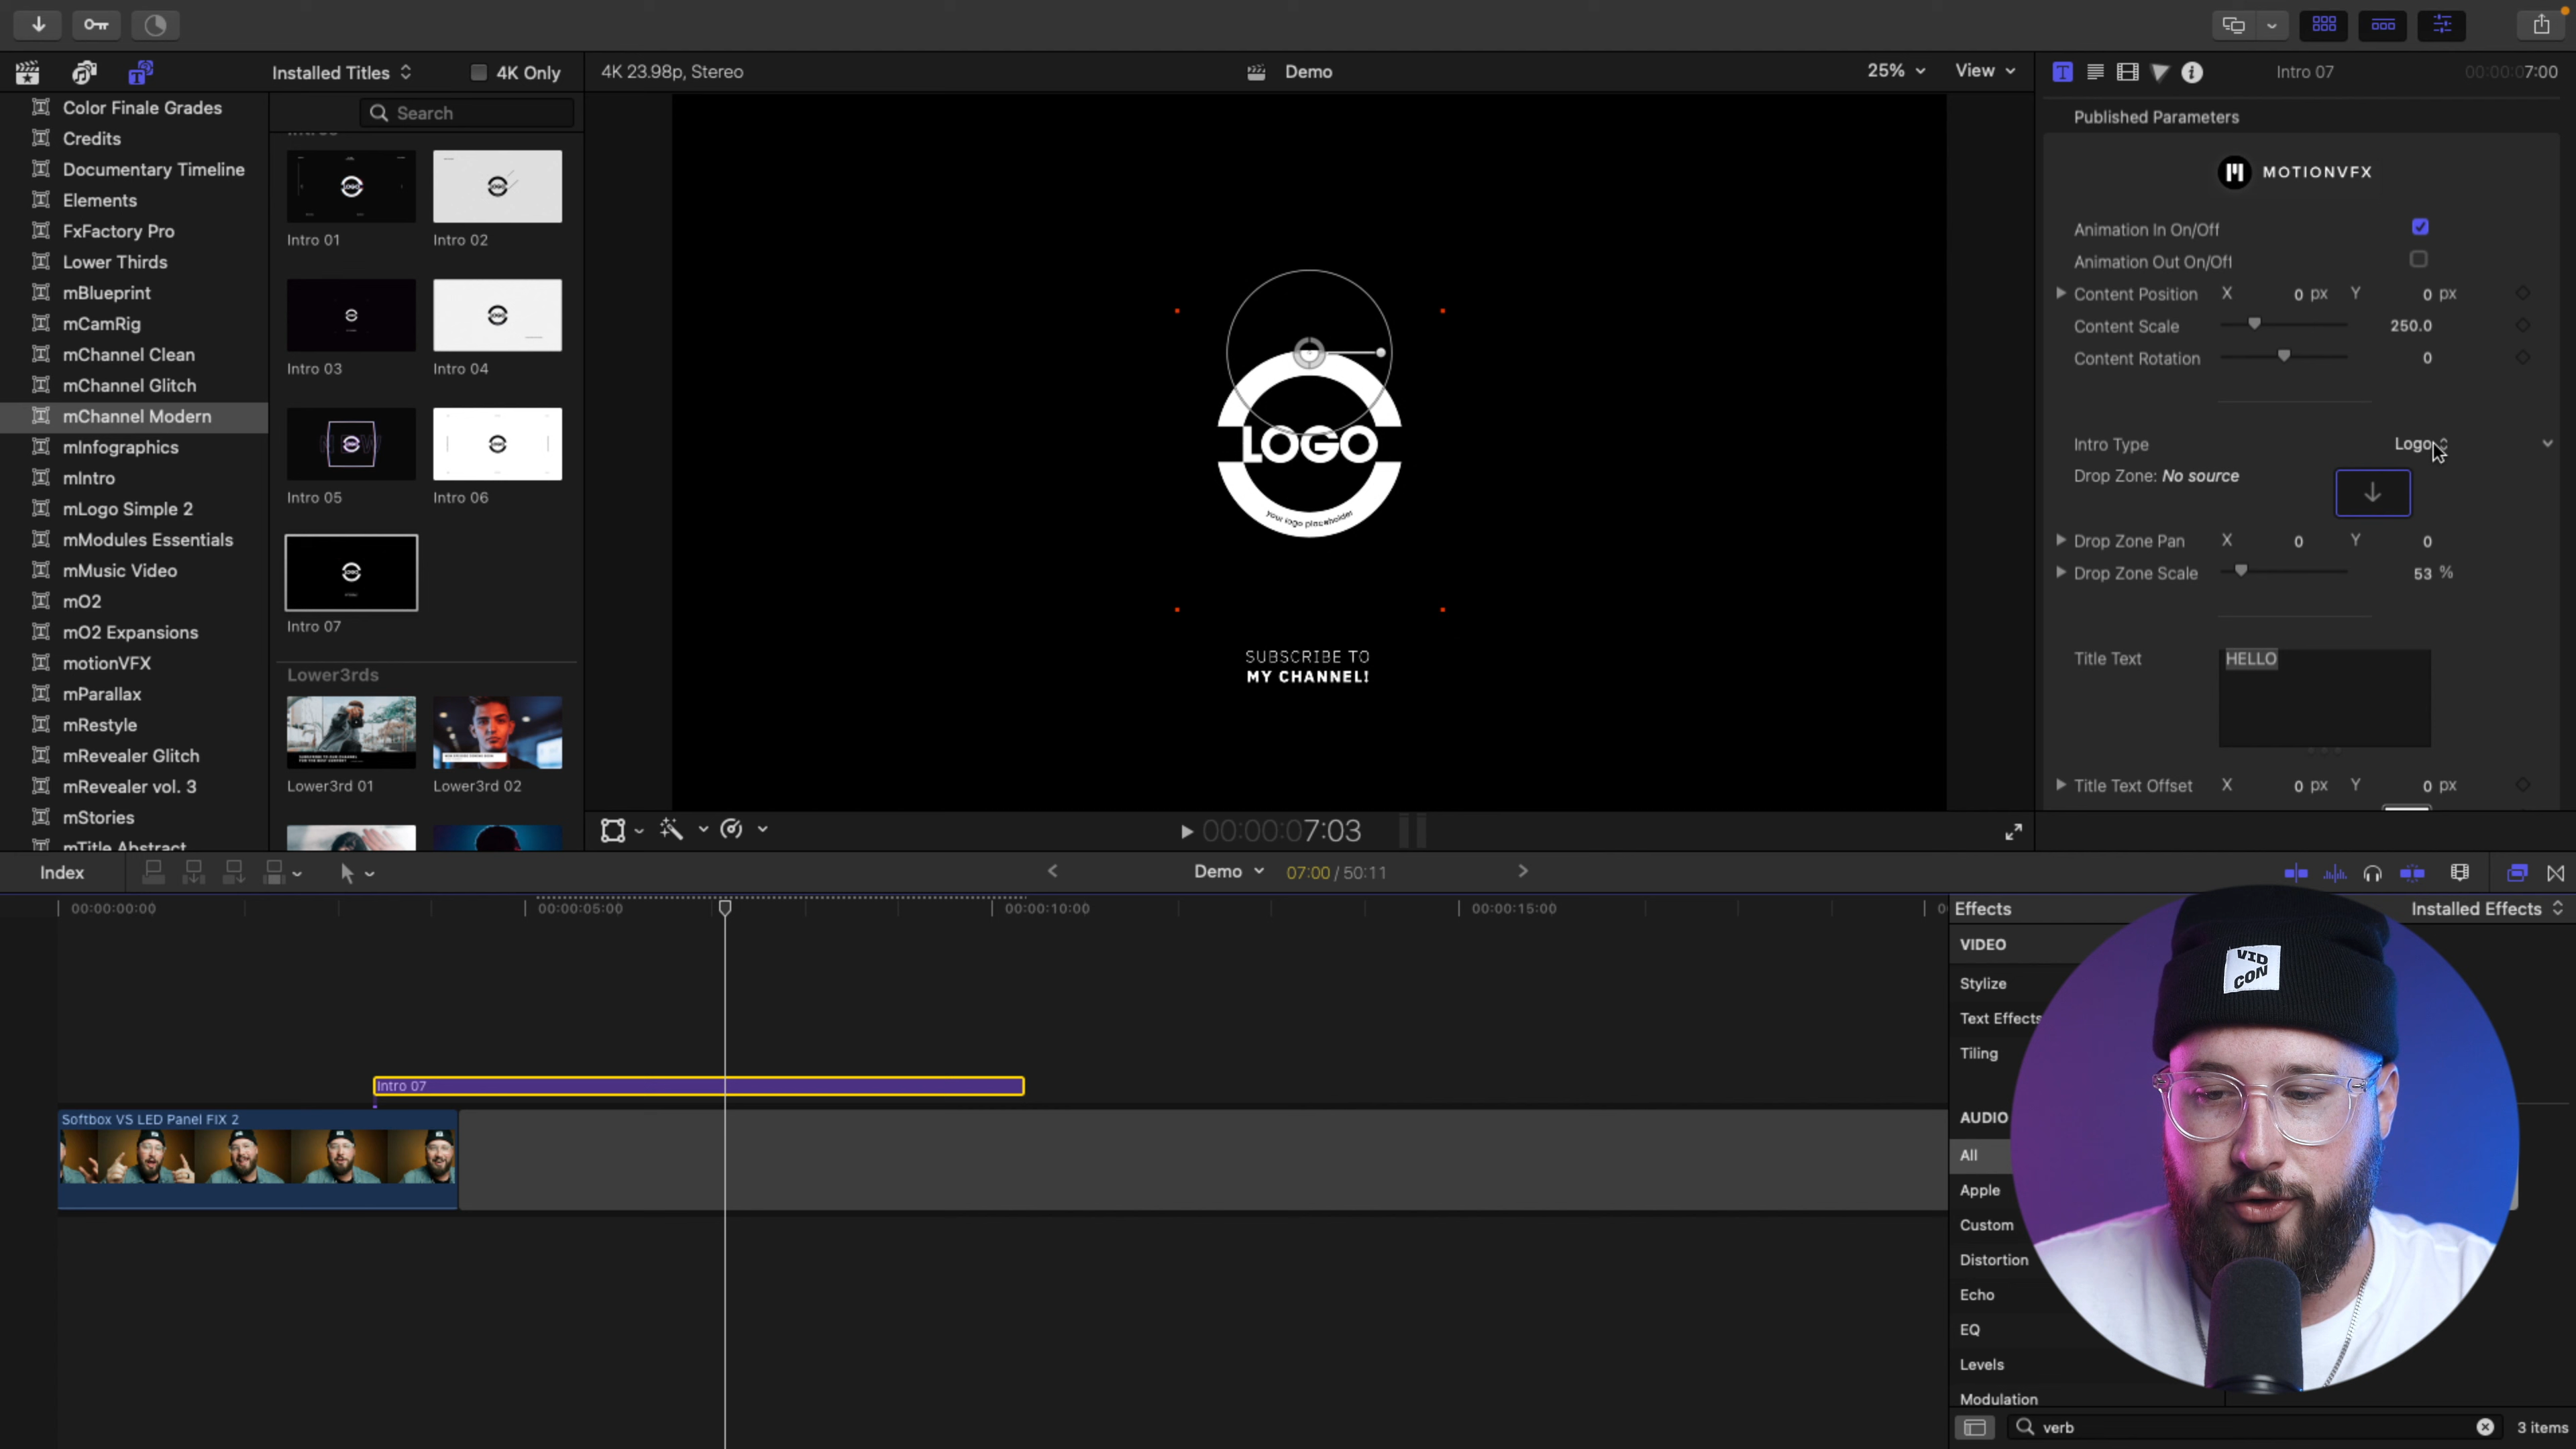 Installed Titles
4K Only
4K 23.98p, Stereo
Demo
25%
View
Intro 07
00:00:07:00
Color Finale Grades
Credits
Documentary Timeline
Elements
FxFactory Pro
Lower Thirds
mBlueprint
mCamRig
mChannel Clean
mChannel Glitch
mChannel Modern
mInfographics
mIntro
mLogo Simple 2
mModules Essentials
mMusic Video
mO2
mO2 Expansions
motionVFX
mParallax
mRestyle
mRevealer Glitch
mRevealer vol. 3
mStories
mTitle Abstract
Search
Intros
Intro 01
Intro 02
Intro 03
Intro 04
Intro 05
Intro 06
Intro 07
Lower3rds
Lower3rd 01
Lower3rd 02
LOGO
your logo placeholder
SUBSCRIBE TO
MY CHANNEL!
00:00:07:03
Published Parameters
MOTIONVFX
Animation In On/Off
Animation Out On/Off
Content Position X 0 px Y 0 px
Content Scale 250.0
Content Rotation 0
Intro Type Logo
Drop Zone: No source
Drop Zone Pan X 0 Y 0
Drop Zone Scale 53 %
Title Text HELLO
Title Text Offset X 0 px Y 0 px
Index
Demo
07:00 / 50:11
00:00:00:00
00:00:05:00
00:00:10:00
00:00:15:00
Intro 07
Softbox VS LED Panel FIX 2
Effects
Installed Effects
VIDEO
Stylize
Text Effects
Tiling
AUDIO
All
Apple
Custom
Distortion
Echo
EQ
Levels
Modulation
VID
CON
verb
3 items